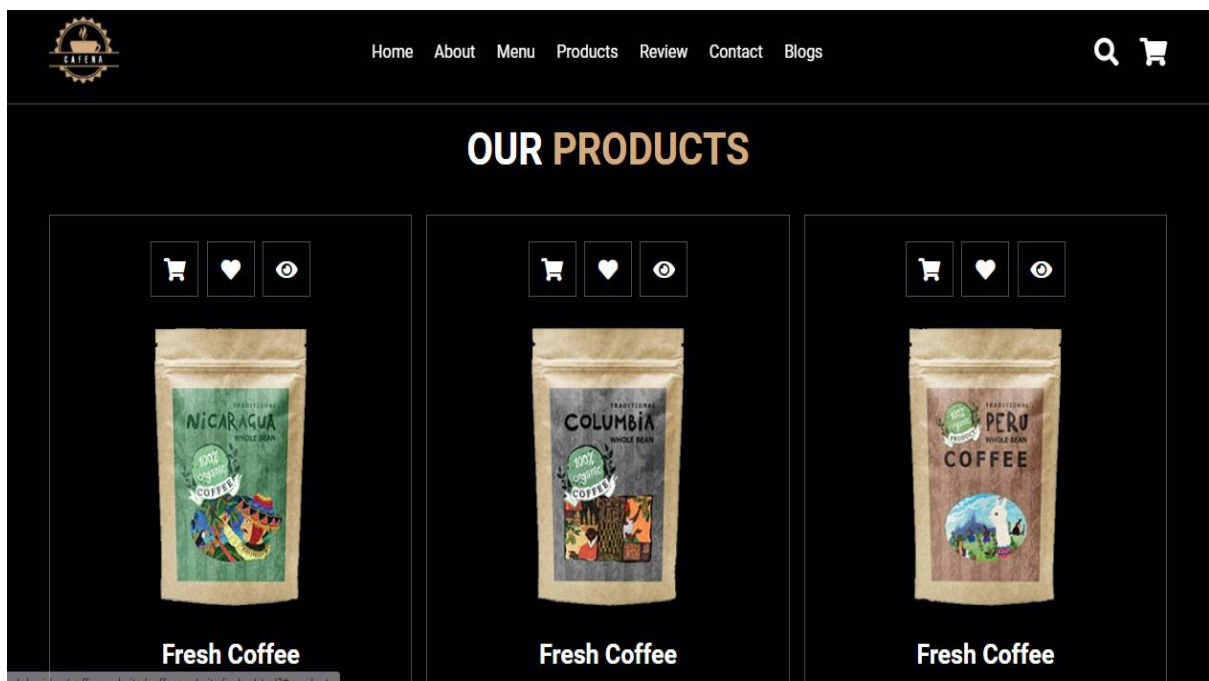 CAFENA
Home About Menu Products Review Contact Blogs
OUR PRODUCTS
TRADITIONAL
NiCARAGUA
WHOLE BEAN
100%
organic
COFFEE
TRADITIONAL
COLUMBiA
WHOLE BEAN
100%
organic
COFFEE
TRADITIONAL
100%
organic
PRODUCT
PERU
WHOLE BEAN
COFFEE
Fresh Coffee Fresh Coffee Fresh Coffee